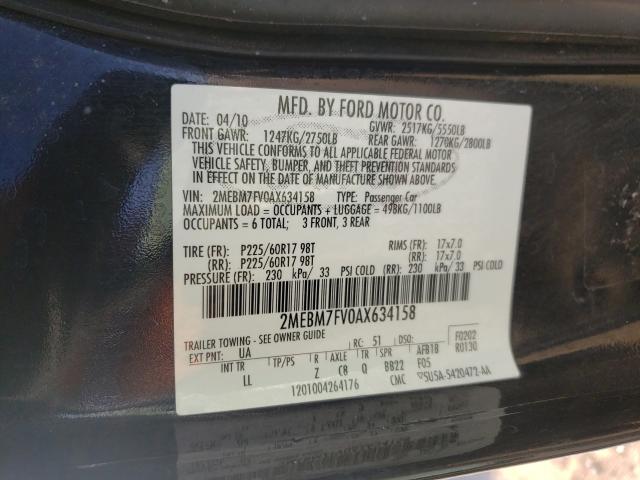 MFD. BY FORD MOTOR CO.
DATE: 04/10 GVWR: 2517KG/5550LB
FRONT GAWR: 1247KG/2750LB REAR GAWR: 1270KG/2800LB
THIS VEHICLE CONFORMS TO ALL APPLICABLE FEDERAL MOTOR
VEHICLE SAFETY, BUMPER, AND THEFT PREVENTION STANDARDS
IN EFFECT ON THE DATE OF MANUFACTURE SHOWN ABOVE.
VIN: 2MEBM7FV0AX634158 TYPE: Passenger Car
MAXIMUM LOAD = OCCUPANTS + LUGGAGE = 498KG/1100LB
OCCUPANTS = 6 TOTAL; 3 FRONT, 3 REAR
TIRE (FR): P225/60R17 98T RIMS (FR): 17x7.0
(RR): P225/60R17 98T (RR): 17x7.0
PRESSURE (FR): 230 kPa/ 33 PSI COLD (RR): 230 kPa/ 33 PSI COLD
2MEBM7FV0AX634158
TRAILER TOWING - SEE OWNER GUIDE
EXT PNT: UA RC: 51 DSO: F0202
INT TR TP/PS R AXLE TR SPR AFB18 R0130
LL Z C8 Q BB22 F05
1201004264176 CMC SU5A-5420472-AA